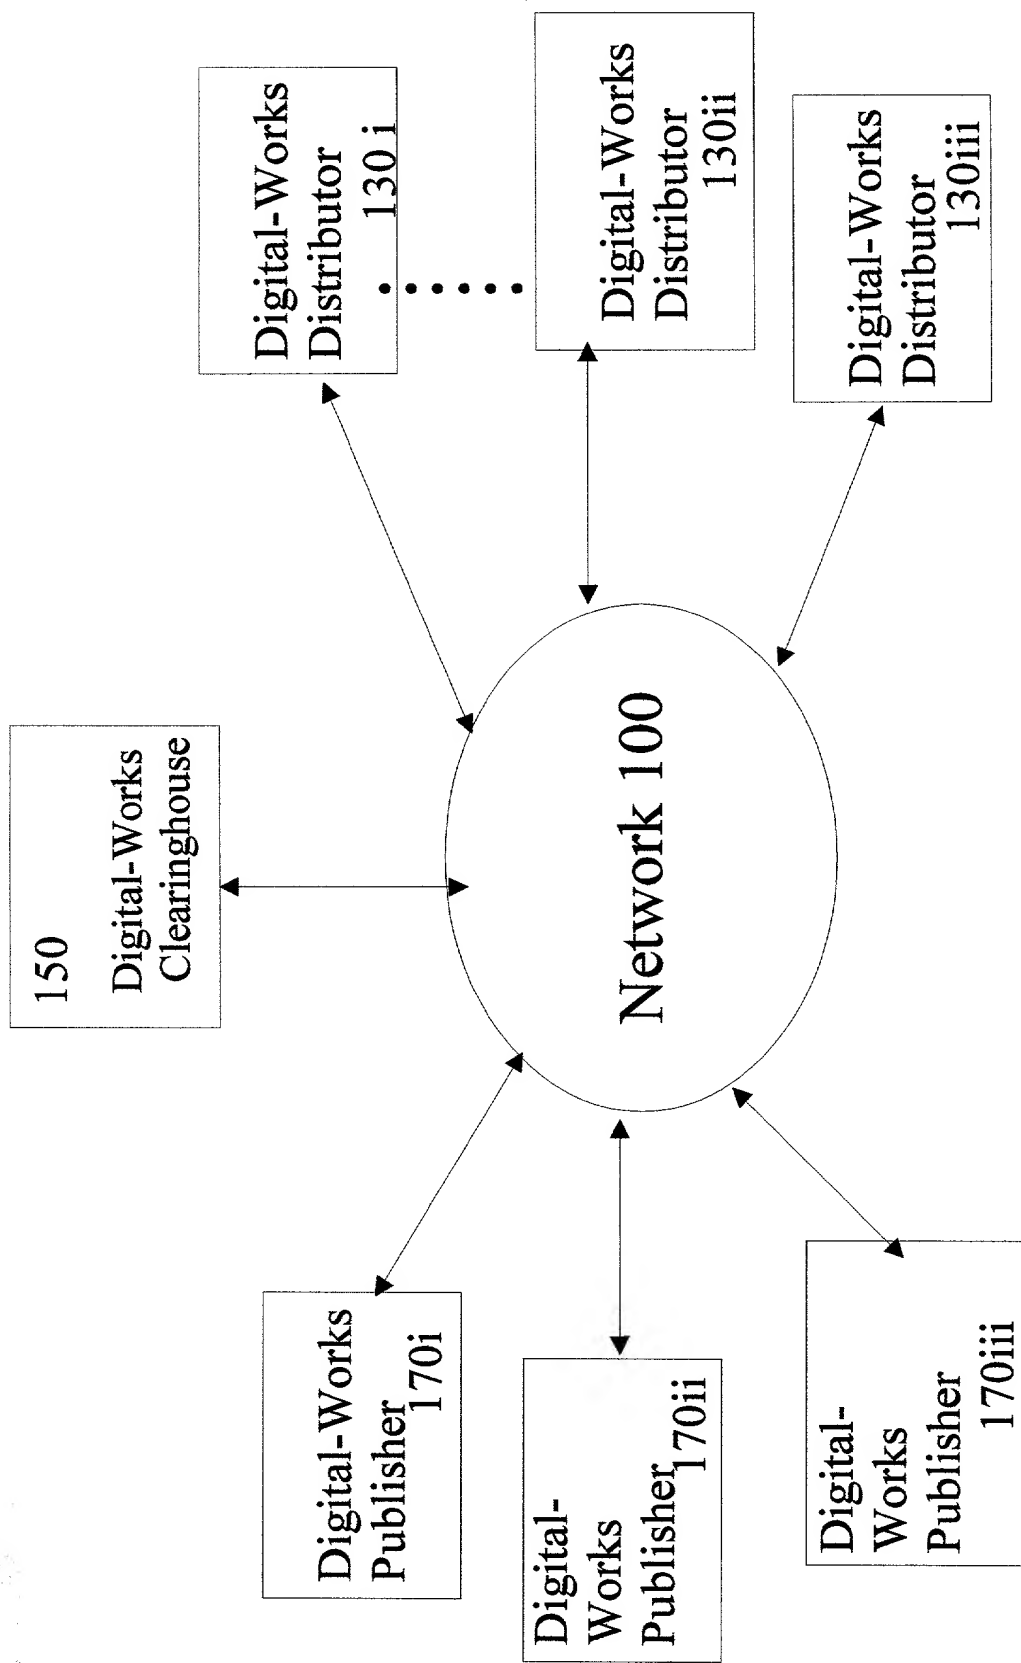 150
Digital-Works
Clearinghouse
Digital-Works
Publisher
170i
Digital-
Works
Publisher
170ii
Digital-
Works
Publisher
170iii
Network 100
Digital-Works
Distributor
130 i
Digital-Works
Distributor
130ii
Digital-Works
Distributor
130iii